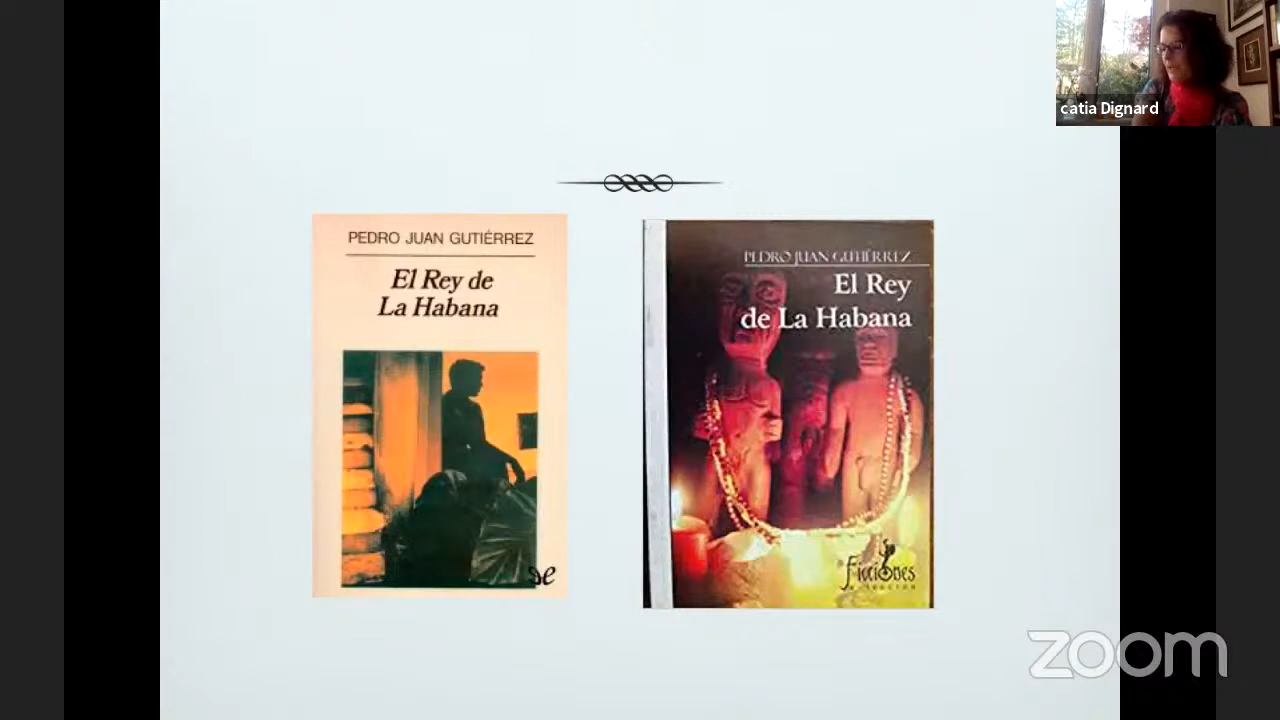 catia Dignard
PEDRO JUAN GUTIÉRREZ
El Rey de
La Habana
PEDRO JUAN GUTIÉRREZ
El Rey
de La Habana
Ficciones
zoom